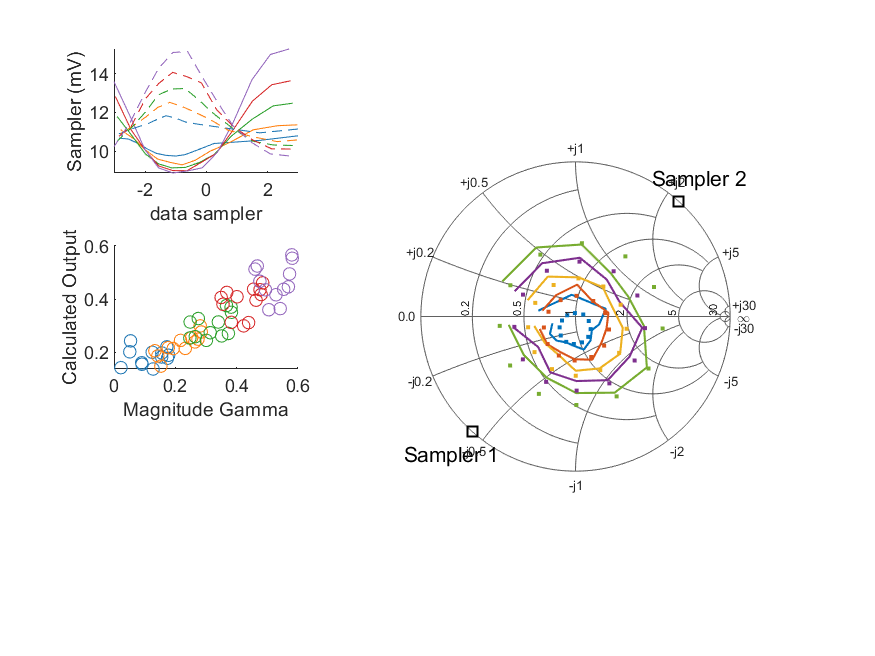 Sampler (mV)
14
12
10
-2
0
2
data sampler
Calculated Output
0.6
0.4
0.2
0
0.2
0.4
0.6
Magnitude Gamma
+j1
+j0.5
+j2
Sampler 2
+j0.2
+j5
0.0
0.2
0.5
1
2
5
30
+j30
∞
-j30
-j0.2
-j5
-j0.5
Sampler 1
-j2
-j1